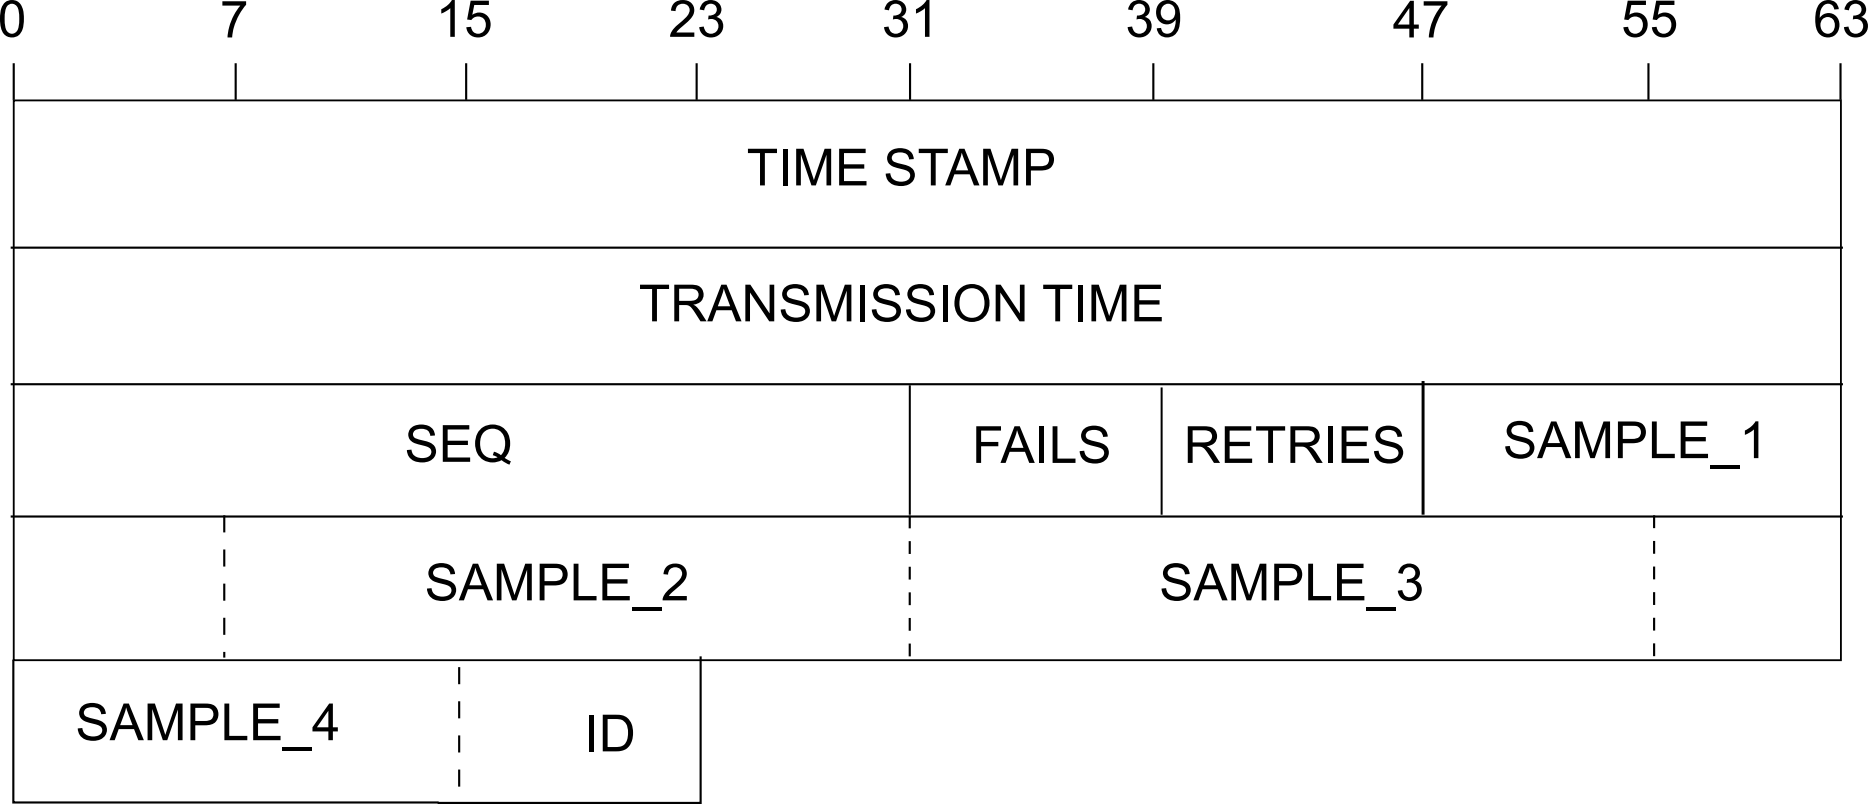 0 7 15 23 31 39 47 55 63
TIME STAMP
TRANSMISSION TIME
SEQ FAILS RETRIES SAMPLE_1
SAMPLE_2 SAMPLE_3
SAMPLE_4 ID